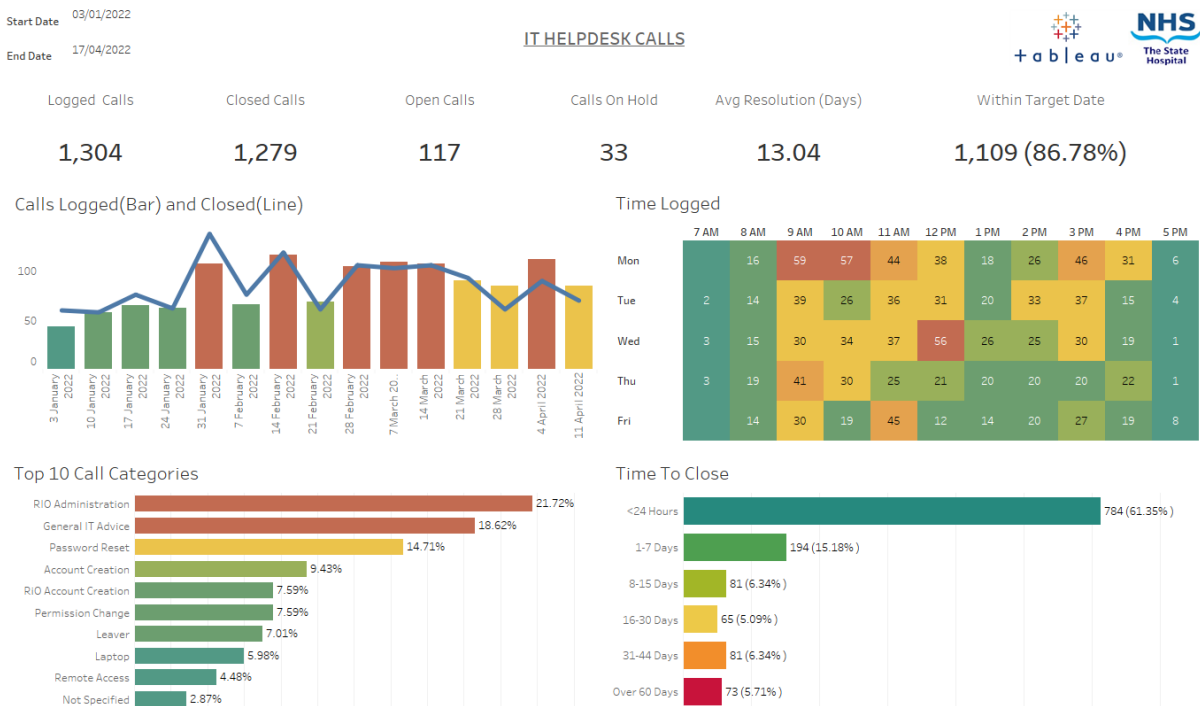 Start Date 03/01/2022
End Date 17/04/2022
IT HELPDESK CALLS
+ a b | e a u®
NHS
The State
Hospital
Logged Calls Closed Calls Open Calls Calls On Hold Avg Resolution (Days) Within Target Date
1,304 1,279 117 33 13.04 1,109 (86.78%)
Calls Logged(Bar) and Closed(Line)
100
50
0
3 January 2022
10 January 2022
17 January 2022
24 January 2022
31 January 2022
7 February 2022
14 February 2022
21 February 2022
28 February 2022
7 March 20..
14 March 2022
21 March 2022
28 March 2022
4 April 2022
11 April 2022
Time Logged
7 AM 8 AM 9 AM 10 AM 11 AM 12 PM 1 PM 2 PM 3 PM 4 PM 5 PM
Mon 16 59 57 44 38 18 26 46 31 6
Tue 2 14 39 26 36 31 20 33 37 15 4
Wed 3 15 30 34 37 56 26 25 30 19 1
Thu 3 19 41 30 25 21 20 20 20 22 1
Fri 14 30 19 45 12 14 20 27 19 8
Top 10 Call Categories
RIO Administration 21.72%
General IT Advice 18.62%
Password Reset 14.71%
Account Creation 9.43%
RiO Account Creation 7.59%
Permission Change 7.59%
Leaver 7.01%
Laptop 5.98%
Remote Access 4.48%
Not Specified 2.87%
Time To Close
<24 Hours 784 (61.35% )
1-7 Days 194 (15.18% )
8-15 Days 81 (6.34% )
16-30 Days 65 (5.09% )
31-44 Days 81 (6.34% )
Over 60 Days 73 (5.71% )